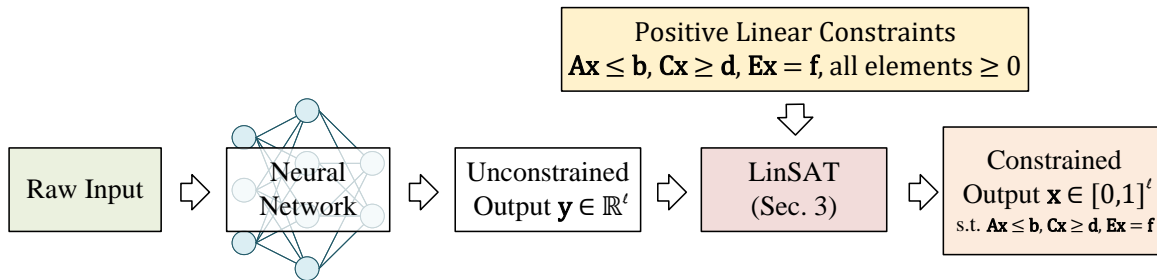 Positive Linear Constraints
Ax ≤ b, Cx ≥ d, Ex = f, all elements ≥ 0
Raw Input
Neural
Network
Unconstrained
Output y ∈ ℝˡ
LinSAT
(Sec. 3)
Constrained
Output x ∈ [0,1]ˡ
s.t. Ax ≤ b, Cx ≥ d, Ex = f